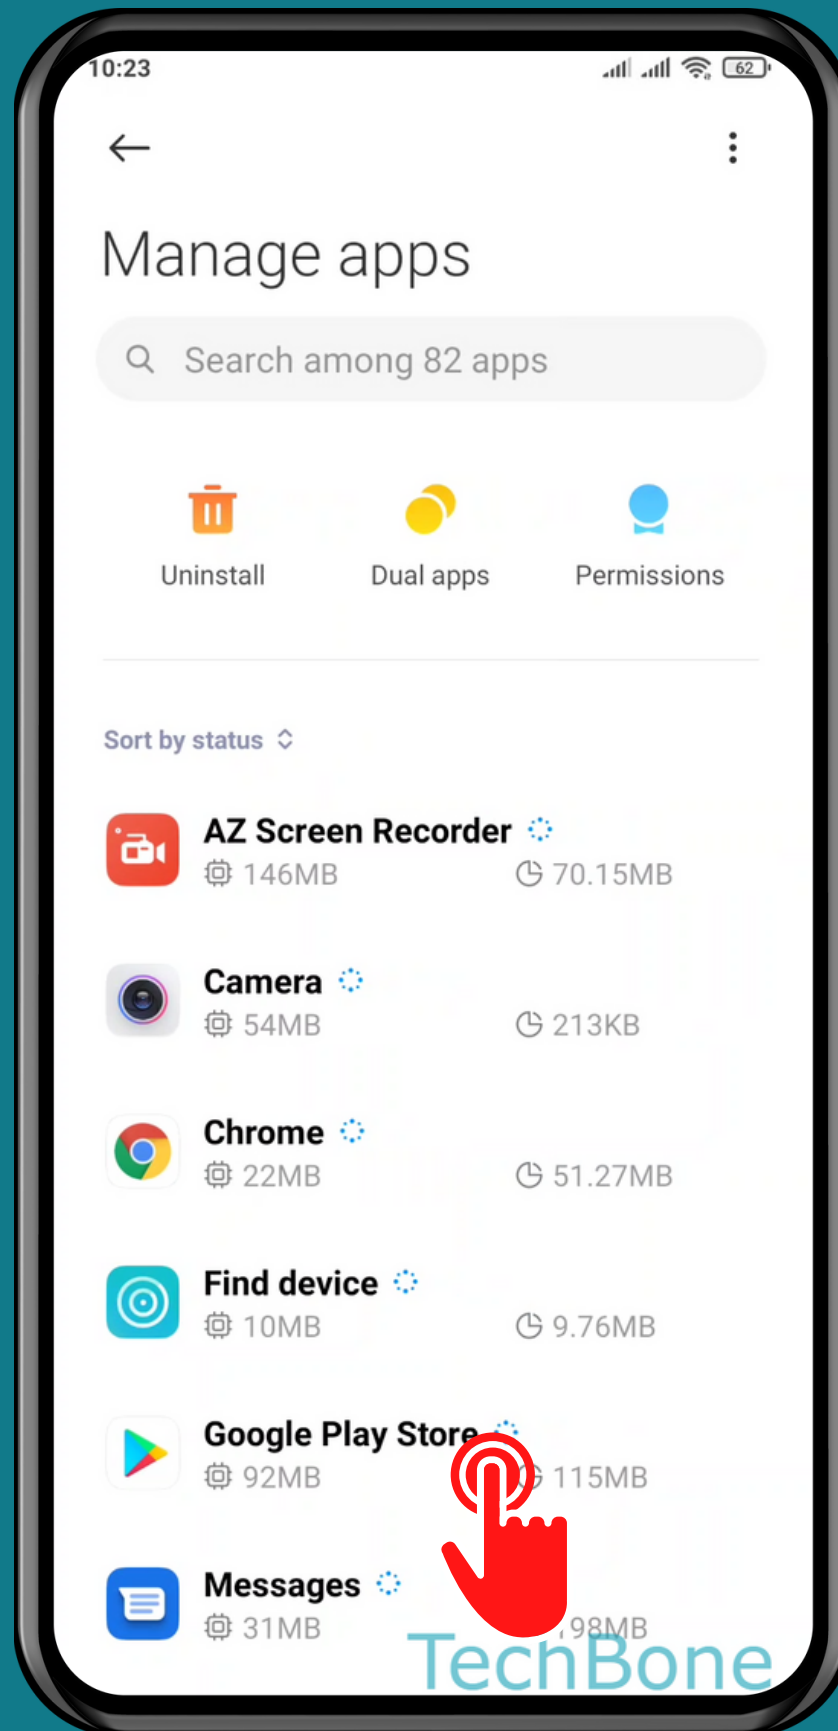 10:23
62
Manage apps
Search among 82 apps
Uninstall
Dual apps
Permissions
Sort by status
AZ Screen Recorder
146MB
70.15MB
Camera
54MB
213KB
Chrome
22MB
51.27MB
Find device
10MB
9.76MB
Google Play Store
92MB
115MB
Messages
31MB
TechBone